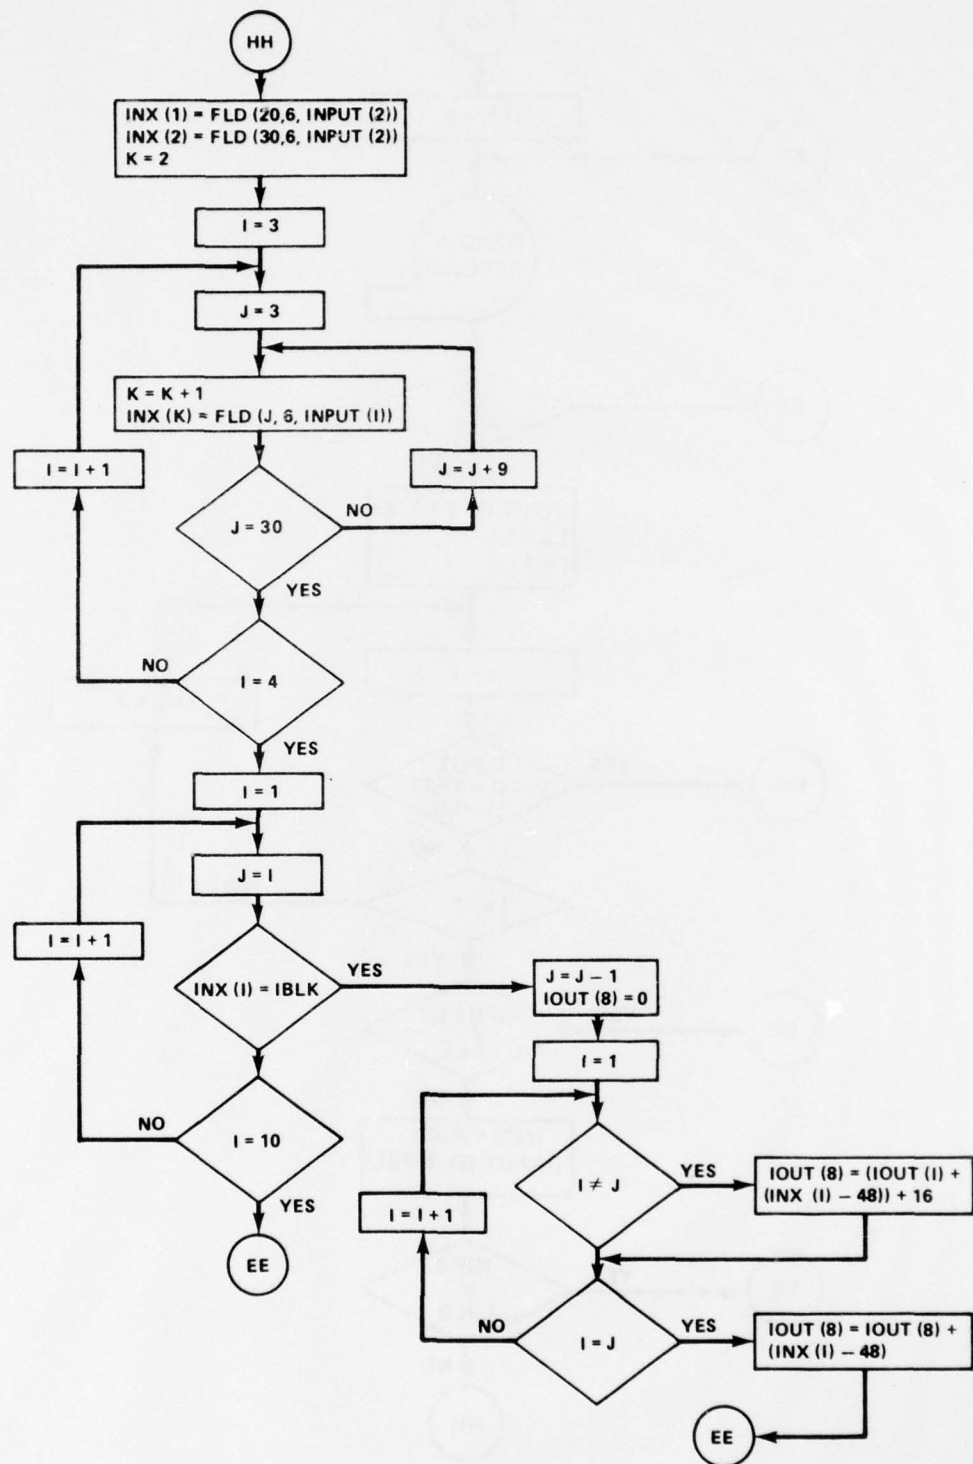 HH
INX (1) = FLD (20,6, INPUT (2))
INX (2) = FLD (30,6, INPUT (2))
K = 2
I = 3
J = 3
K = K + 1
INX (K) = FLD (J, 6, INPUT (I))
I = I + 1
J = J + 9
J = 30
NO
YES
I = 4
NO
YES
I = 1
J = I
I = I + 1
INX (I) = IBLK
YES
J = J – 1
IOUT (8) = 0
I = 1
I = 10
NO
YES
EE
I ≠ J
YES
IOUT (8) = (IOUT (I) +
(INX (I) – 48)) + 16
I = I + 1
I = J
NO
YES
IOUT (8) = IOUT (8) +
(INX (I) – 48)
EE